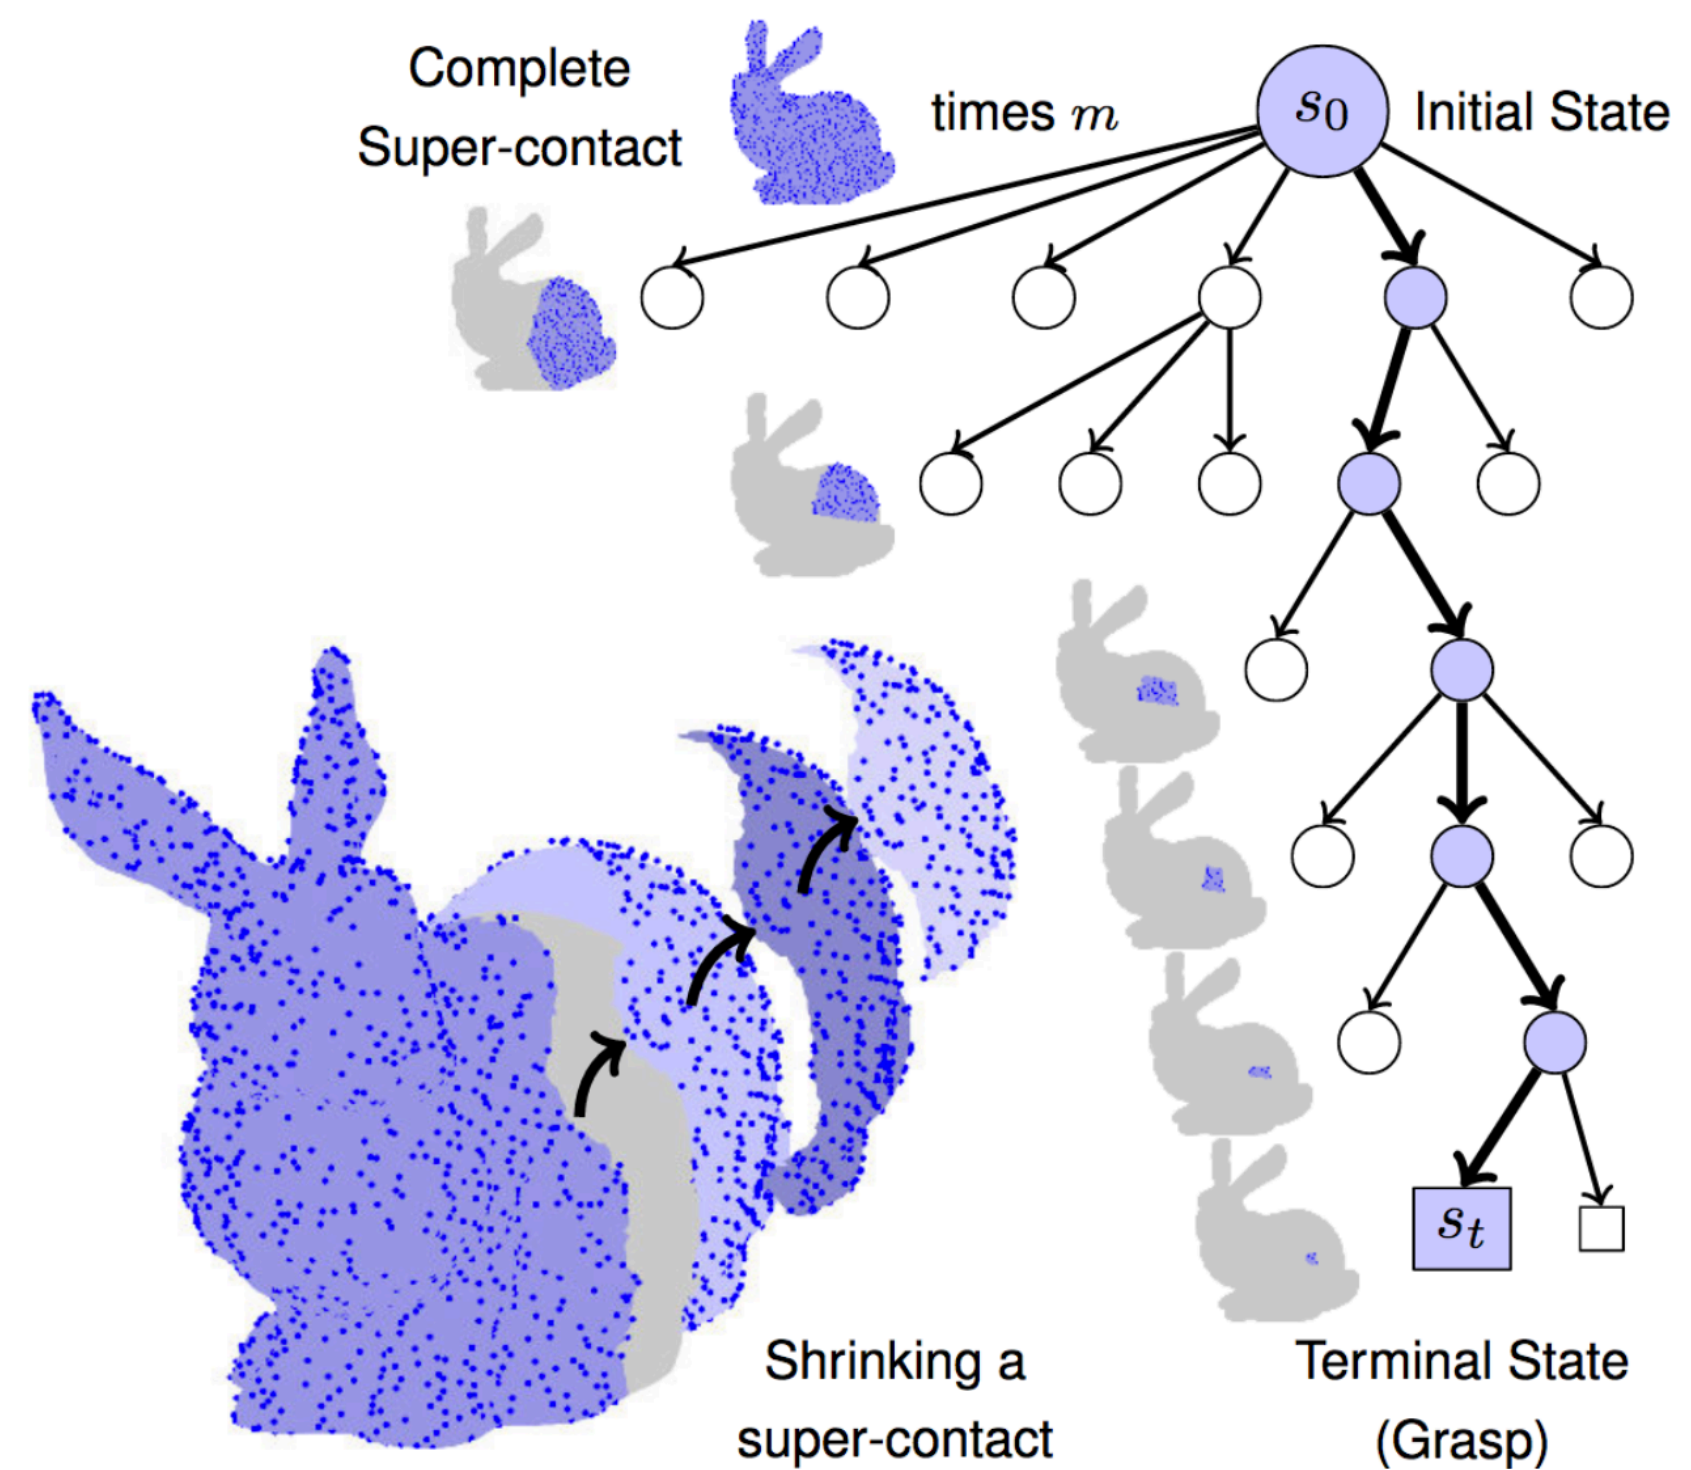 Complete
Super-contact
times m
s0
Initial State
st
Shrinking a
super-contact
Terminal State
(Grasp)